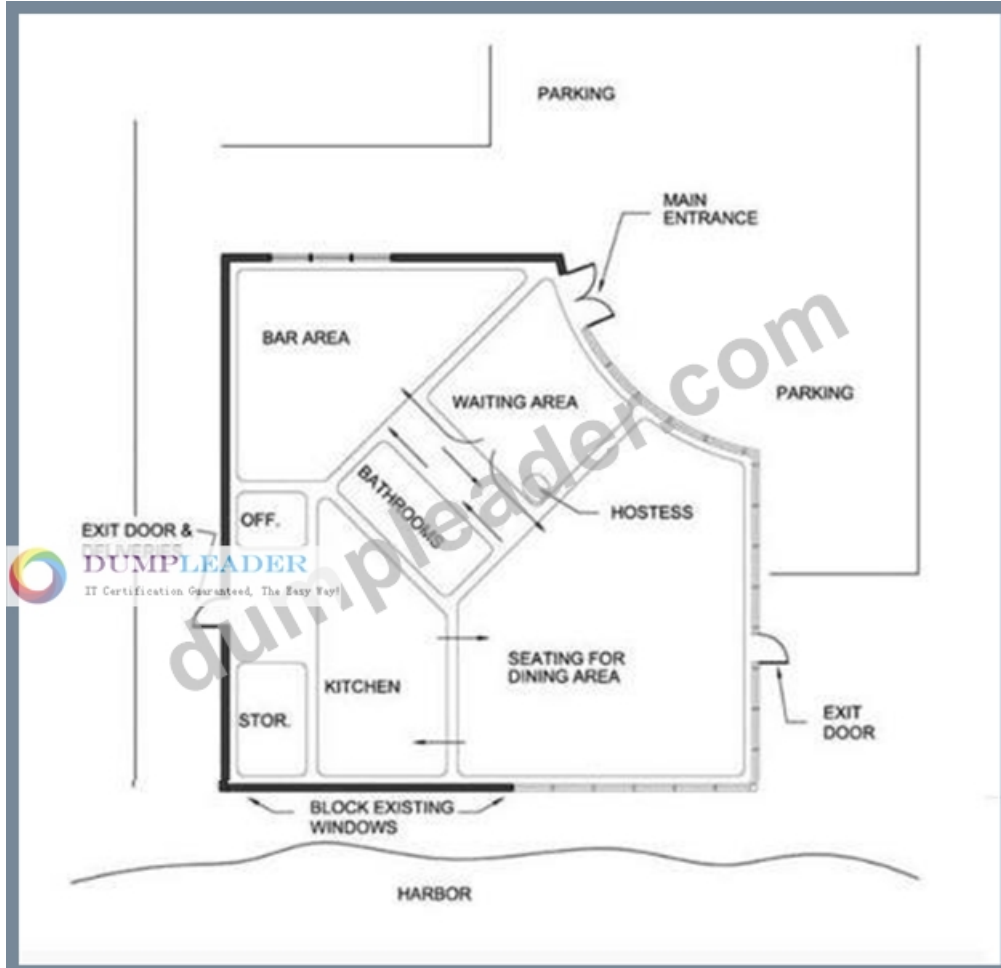 PARKING
MAIN
ENTRANCE
BAR AREA
WAITING AREA
PARKING
BATHROOMS
HOSTESS
OFF.
EXIT DOOR &
DELIVERIES
DUMPLEADER
IT Certification Guaranteed, The Easy Way!
dumpleader.com
SEATING FOR
DINING AREA
KITCHEN
STOR.
EXIT
DOOR
BLOCK EXISTING
WINDOWS
HARBOR